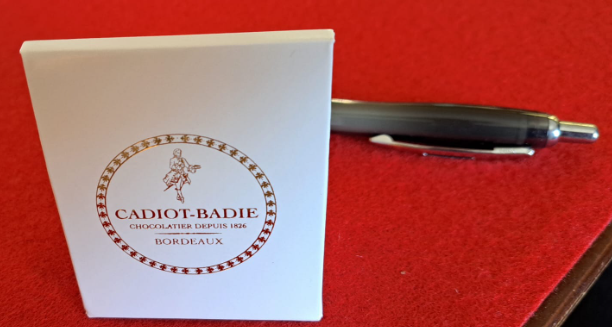 CADIOT-BADIE
CHOCOLATIER DEPUIS 1826
BORDEAUX